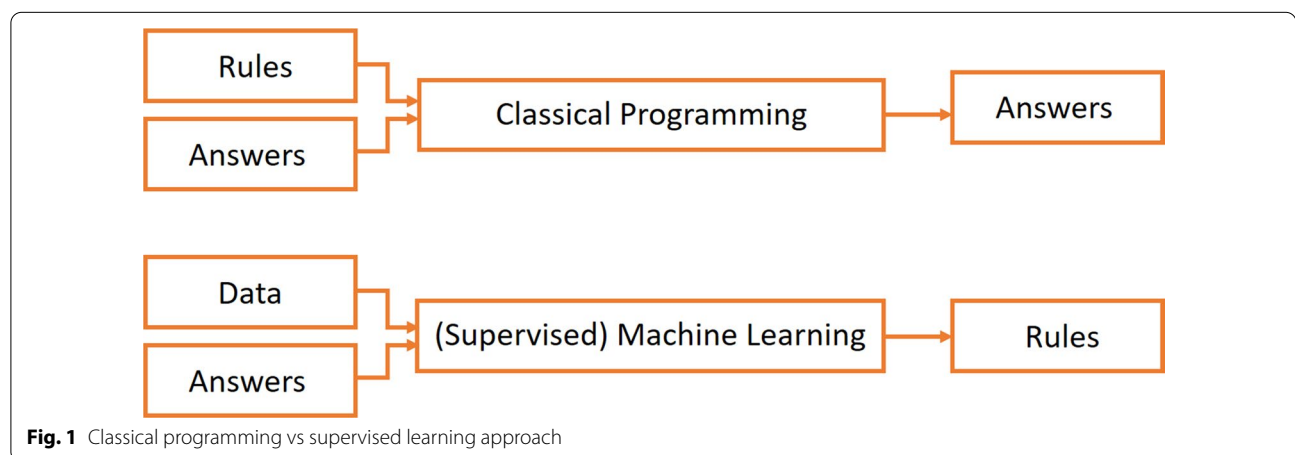 Rules
Answers
Classical Programming
Answers
Data
Answers
(Supervised) Machine Learning
Rules
Fig. 1 Classical programming vs supervised learning approach